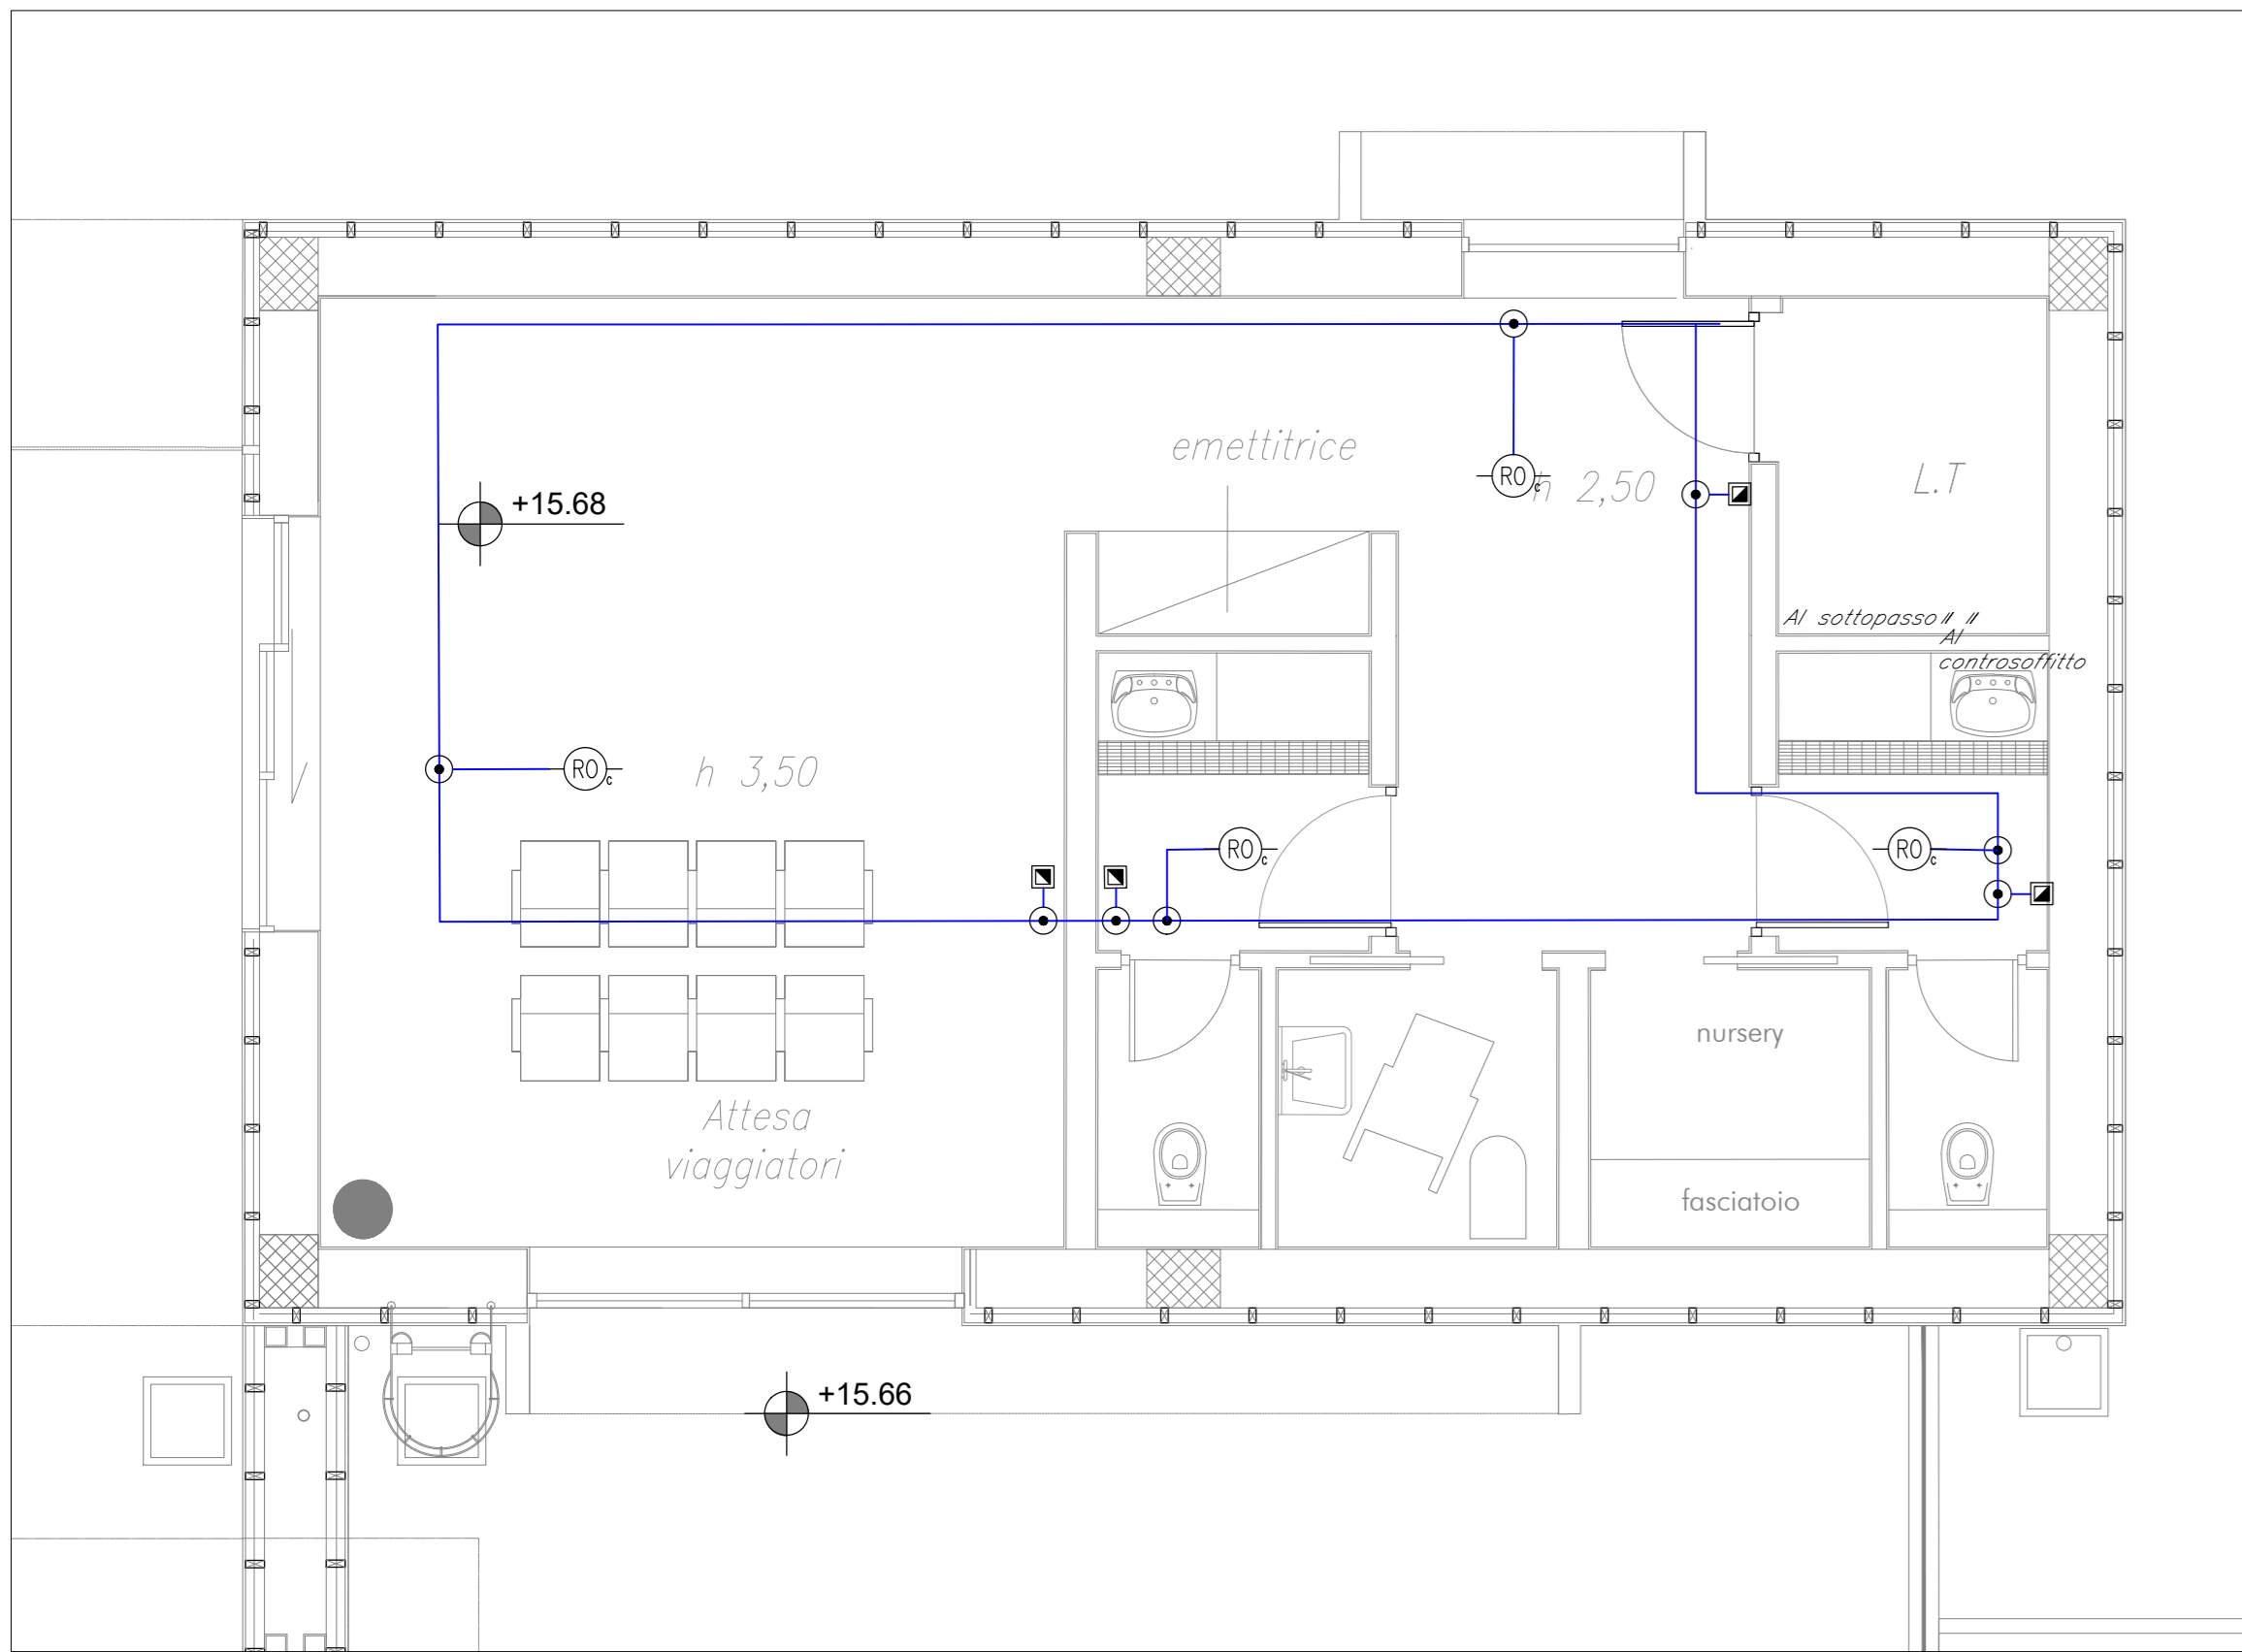 emettitrice
RO c
h 2,50
L.T
+15.68
Al sottopasso
Al
controsoffitto
RO c
h 3,50
RO c
RO c
nursery
Attesa
viaggiatori
fasciatoio
+15.66